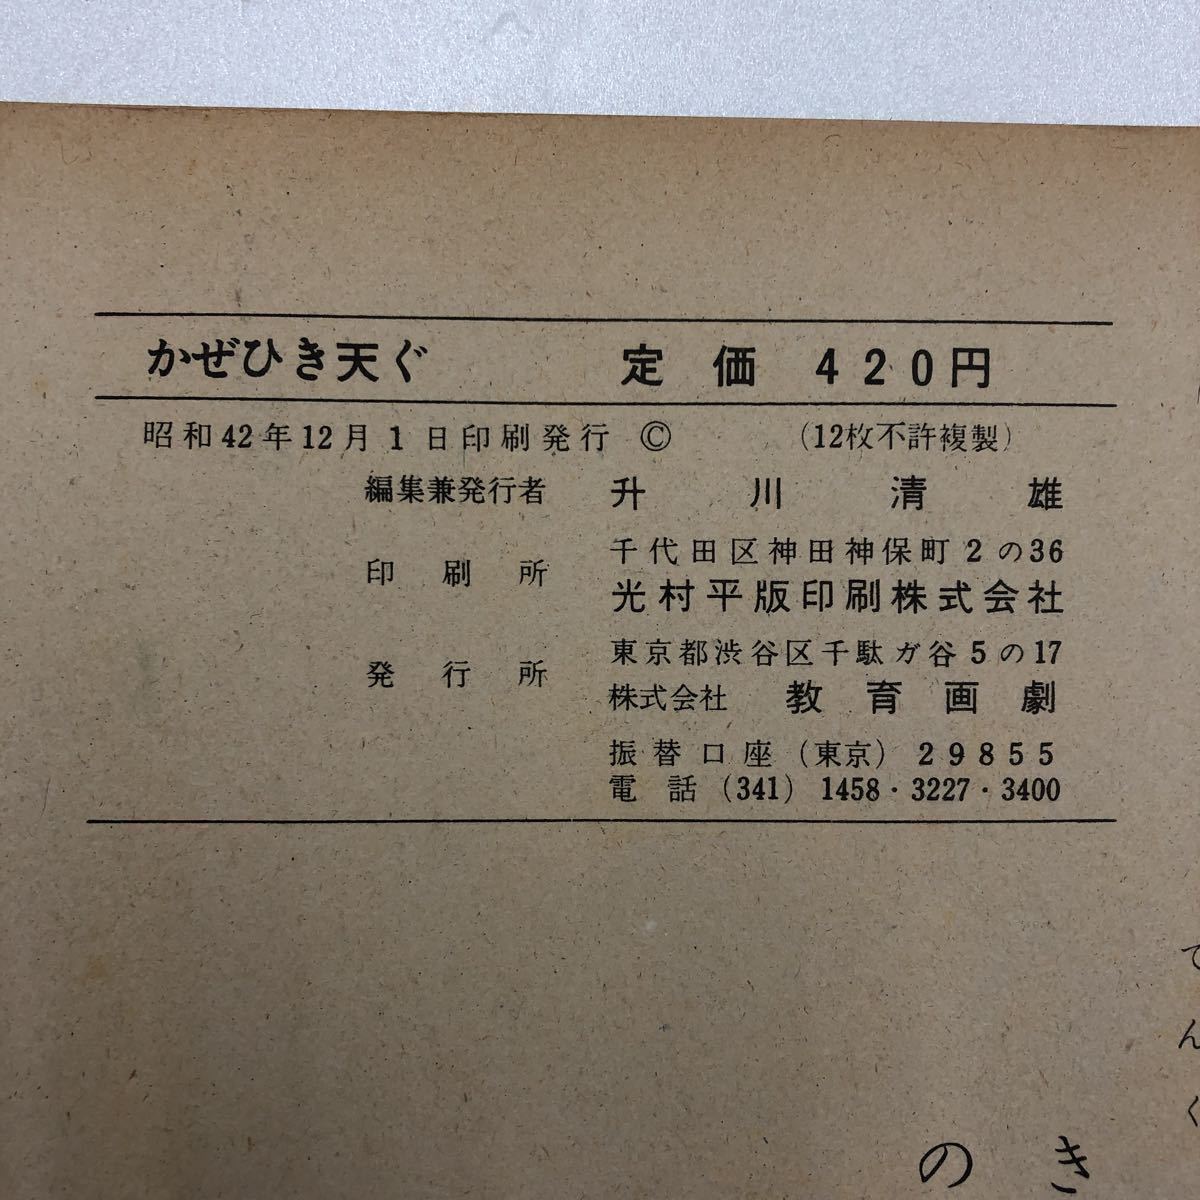 かぜひき天ぐ 定価 420円
昭和42年12月1日印刷発行 © (12枚不許複製)
編集兼発行者 升川清雄
千代田区神田神保町2の36
印刷所 光村平版印刷株式会社
東京都渋谷区千駄ガ谷5の17
発行所 株式会社 教育画劇
振替口座(東京) 29855
電話(341) 1458・3227・3400
てんぐ
のき